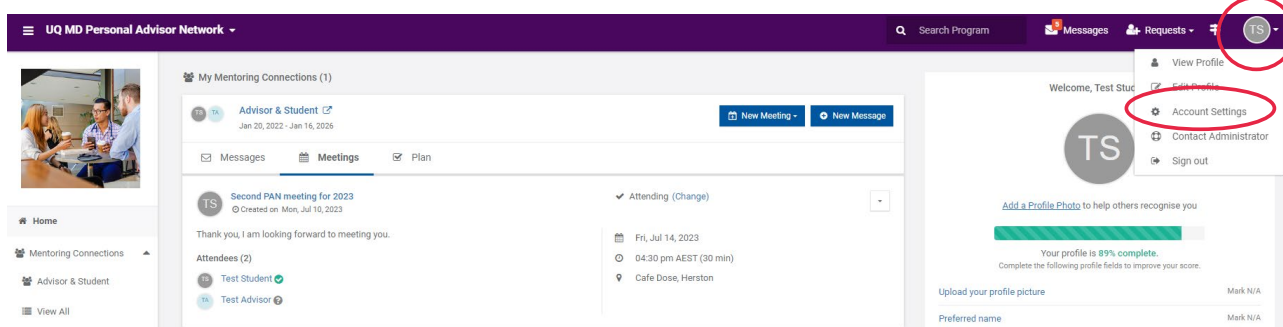 UQ MD Personal Advisor Network
Search Program
5
Messages
Requests
TS
View Profile
Edit Profile
Account Settings
Contact Administrator
Sign out
My Mentoring Connections (1)
TS TA
Advisor & Student
Jan 20, 2022 - Jan 16, 2026
New Meeting
New Message
Messages
Meetings
Plan
TS
Second PAN meeting for 2023
Created on Mon, Jul 10, 2023
Attending (Change)
Thank you, I am looking forward to meeting you.
Attendees (2)
TS Test Student
TA Test Advisor
Fri, Jul 14, 2023
04:30 pm AEST (30 min)
Cafe Dose, Herston
Home
Mentoring Connections
Advisor & Student
View All
Welcome, Test Stud
TS
Add a Profile Photo to help others recognise you
Your profile is 89% complete.
Complete the following profile fields to improve your score.
Upload your profile picture Mark N/A
Preferred name Mark N/A